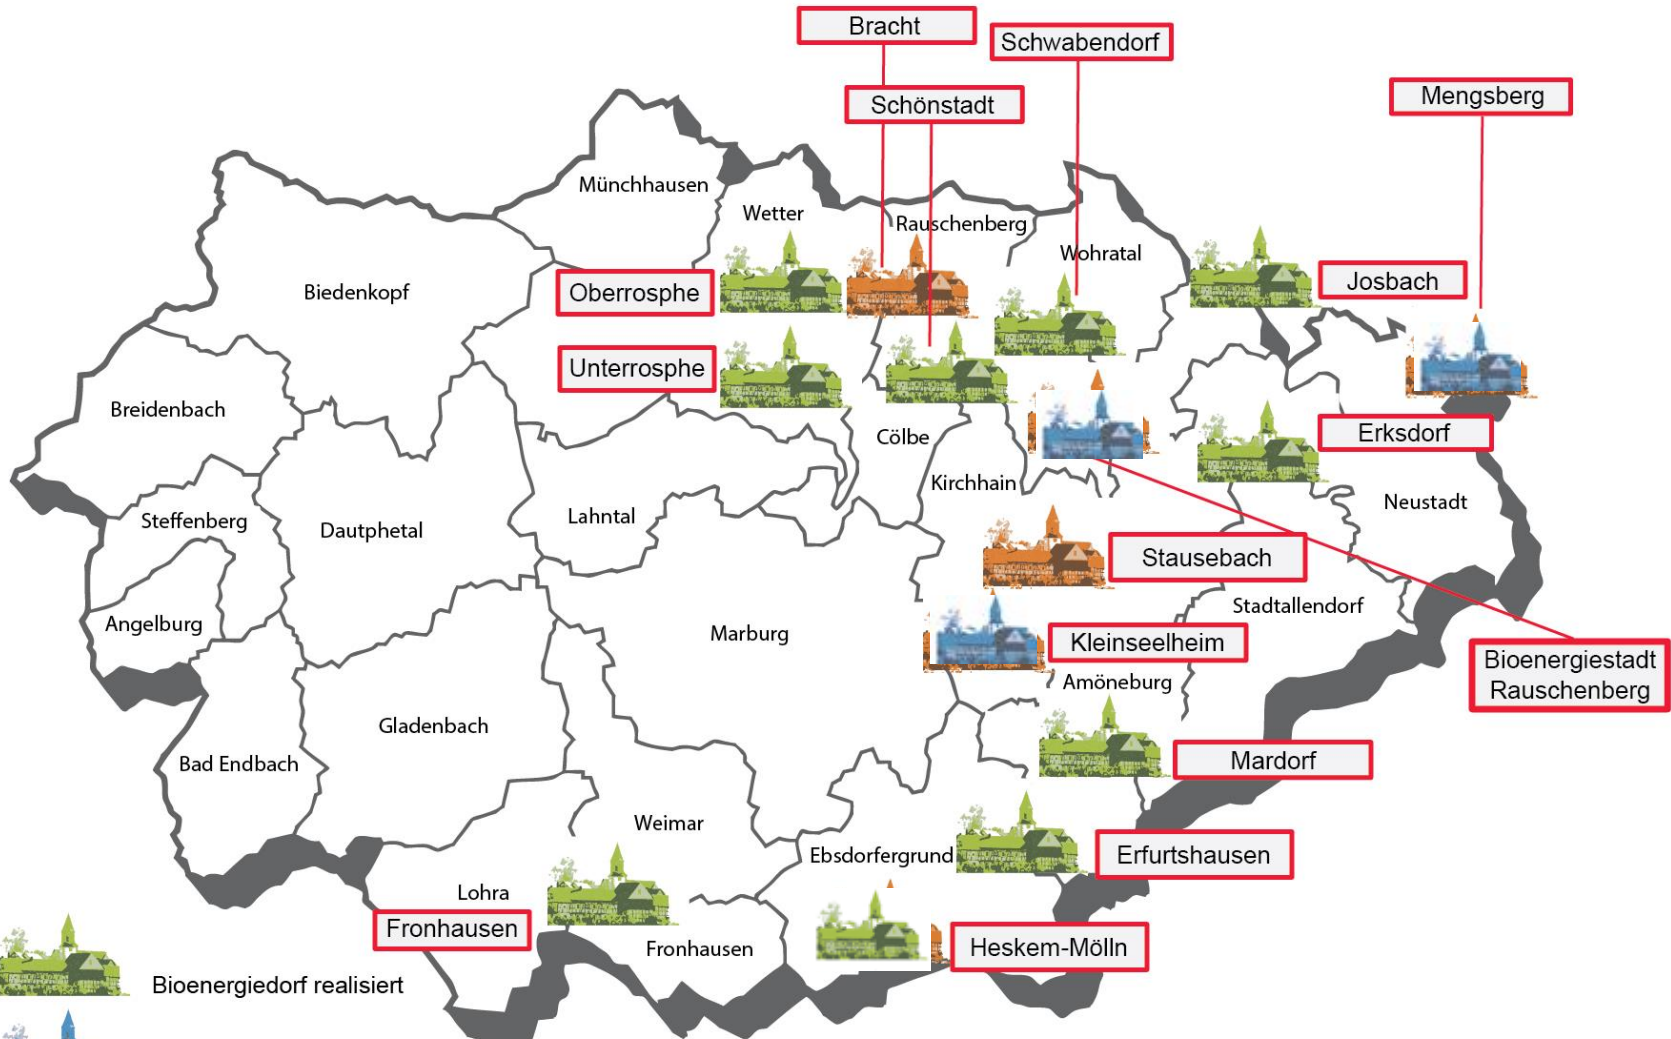 Bracht
Schwabendorf
Schönstadt
Mengsberg
Münchhausen
Wetter
Rauschenberg
Wohratal
Biedenkopf
Oberrosphe
Josbach
Unterrosphe
Breidenbach
Cölbe
Erksdorf
Kirchhain
Neustadt
Steffenberg
Dautphetal
Lahntal
Stausebach
Stadtallendorf
Angelburg
Marburg
Kleinseelheim
Bioenergiestadt
Rauschenberg
Amöneburg
Gladenbach
Bad Endbach
Mardorf
Weimar
Ebsdorfergrund
Erfurtshausen
Lohra
Fronhausen
Fronhausen
Heskem-Mölln
Bioenergiedorf realisiert